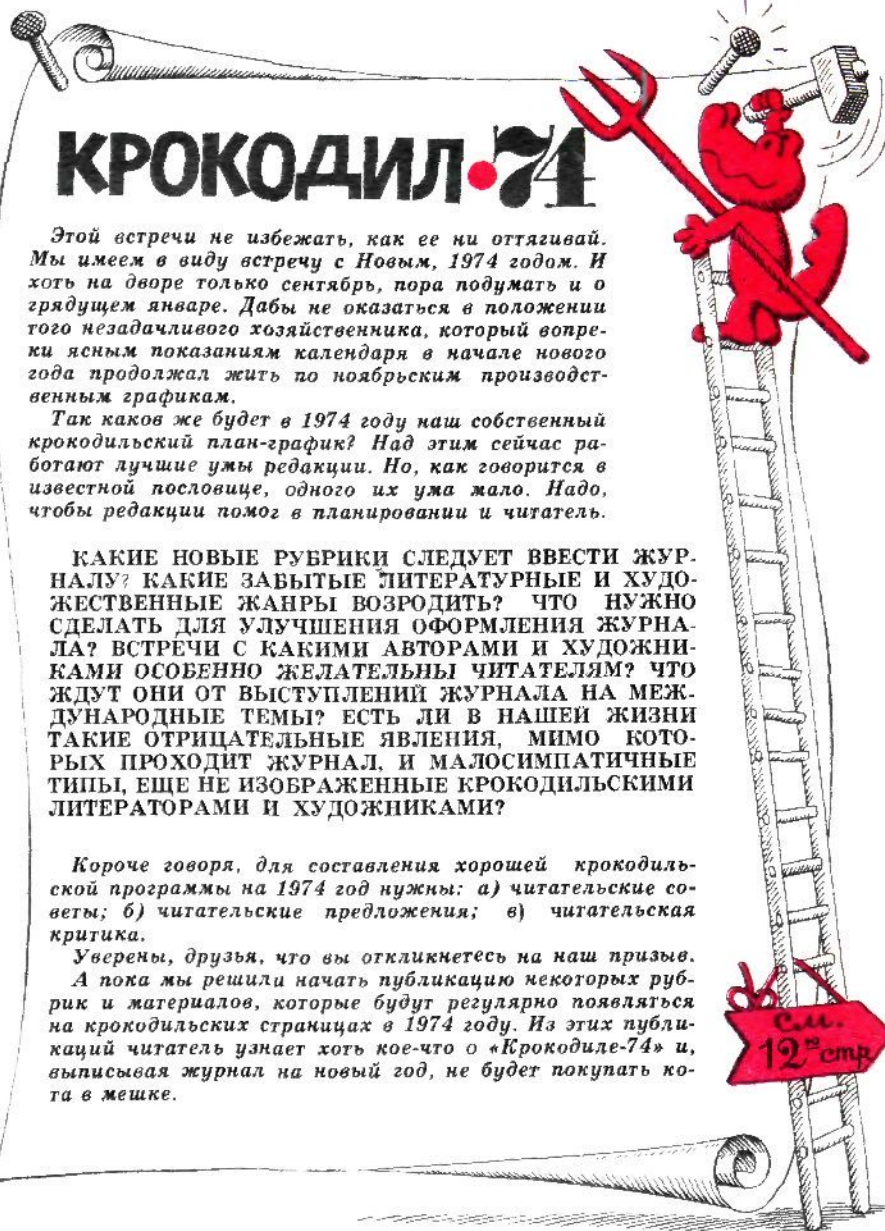 КРОКОДИЛ•74
Этой встречи не избежать, как ее ни оттягивай.
Мы имеем в виду встречу с Новым, 1974 годом. И
хоть на дворе только сентябрь, пора подумать и о
грядущем январе. Дабы не оказаться в положении
того незадачливого хозяйственника, который вопре-
ки ясным показаниям календаря в начале нового
года продолжал жить по ноябрьским производст-
венным графикам.
Так каков же будет в 1974 году наш собственный
крокодильский план-график? Над этим сейчас ра-
ботают лучшие умы редакции. Но, как говорится в
известной пословице, одного их ума мало. Надо,
чтобы редакции помог в планировании и читатель.
КАКИЕ НОВЫЕ РУБРИКИ СЛЕДУЕТ ВВЕСТИ ЖУР-
НАЛУ? КАКИЕ ЗАБЫТЫЕ ЛИТЕРАТУРНЫЕ И ХУДО-
ЖЕСТВЕННЫЕ ЖАНРЫ ВОЗРОДИТЬ? ЧТО НУЖНО
СДЕЛАТЬ ДЛЯ УЛУЧШЕНИЯ ОФОРМЛЕНИЯ ЖУРНА-
ЛА? ВСТРЕЧИ С КАКИМИ АВТОРАМИ И ХУДОЖНИ-
КАМИ ОСОБЕННО ЖЕЛАТЕЛЬНЫ ЧИТАТЕЛЯМ? ЧТО
ЖДУТ ОНИ ОТ ВЫСТУПЛЕНИЙ ЖУРНАЛА НА МЕЖ-
ДУНАРОДНЫЕ ТЕМЫ? ЕСТЬ ЛИ В НАШЕЙ ЖИЗНИ
ТАКИЕ ОТРИЦАТЕЛЬНЫЕ ЯВЛЕНИЯ, МИМО КОТО-
РЫХ ПРОХОДИТ ЖУРНАЛ, И МАЛОСИМПАТИЧНЫЕ
ТИПЫ, ЕЩЕ НЕ ИЗОБРАЖЕННЫЕ КРОКОДИЛЬСКИМИ
ЛИТЕРАТОРАМИ И ХУДОЖНИКАМИ?
Короче говоря, для составления хорошей крокодиль-
ской программы на 1974 год нужны: а) читательские со-
веты; б) читательские предложения; в) читательская
критика.
Уверены, друзья, что вы откликнетесь на наш призыв.
А пока мы решили начать публикацию некоторых руб-
рик и материалов, которые будут регулярно появляться
на крокодильских страницах в 1974 году. Из этих публи-
каций читатель узнает хоть кое-что о «Крокодиле-74» и,
выписывая журнал на новый год, не будет покупать ко-
та в мешке.
см.
12ю стр